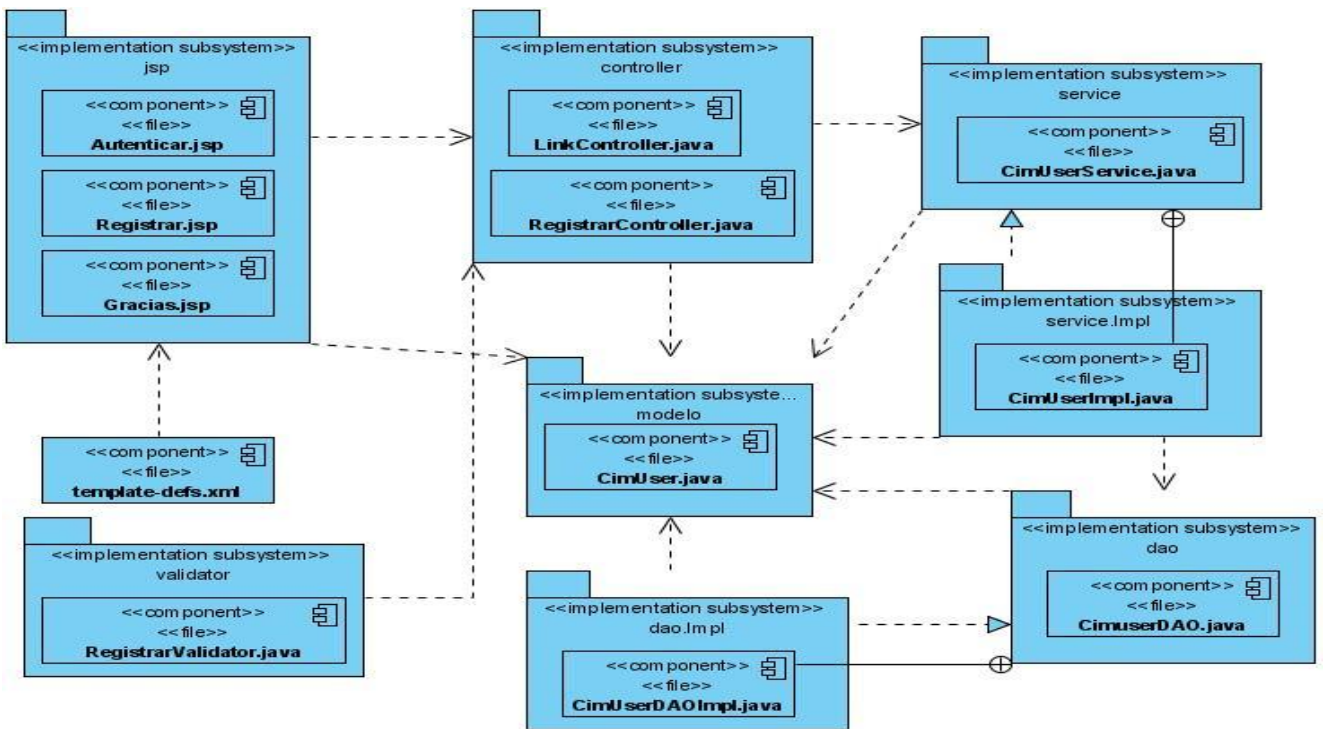 <<implementation subsystem>>
jsp
<<component>>
<<file>>
Autenticar.jsp
<<component>>
<<file>>
Registrar.jsp
<<component>>
<<file>>
Gracias.jsp
<<implementation subsystem>>
controller
<<component>>
<<file>>
LinkController.java
<<component>>
<<file>>
RegistrarController.java
<<implementation subsystem>>
service
<<component>>
<<file>>
CimUserService.java
<<implementation subsystem>>
service.Impl
<<component>>
<<file>>
CimUserImpl.java
<<implementation subsyste...
modelo
<<component>>
<<file>>
CimUser.java
<<component>>
<<file>>
template-defs.xml
<<implementation subsystem>>
validator
<<component>>
<<file>>
RegistrarValidator.java
<<implementation subsystem>>
dao.Impl
<<component>>
<<file>>
CimUserDAOImpl.java
<<implementation subsystem>>
dao
<<component>>
<<file>>
CimuserDAO.java